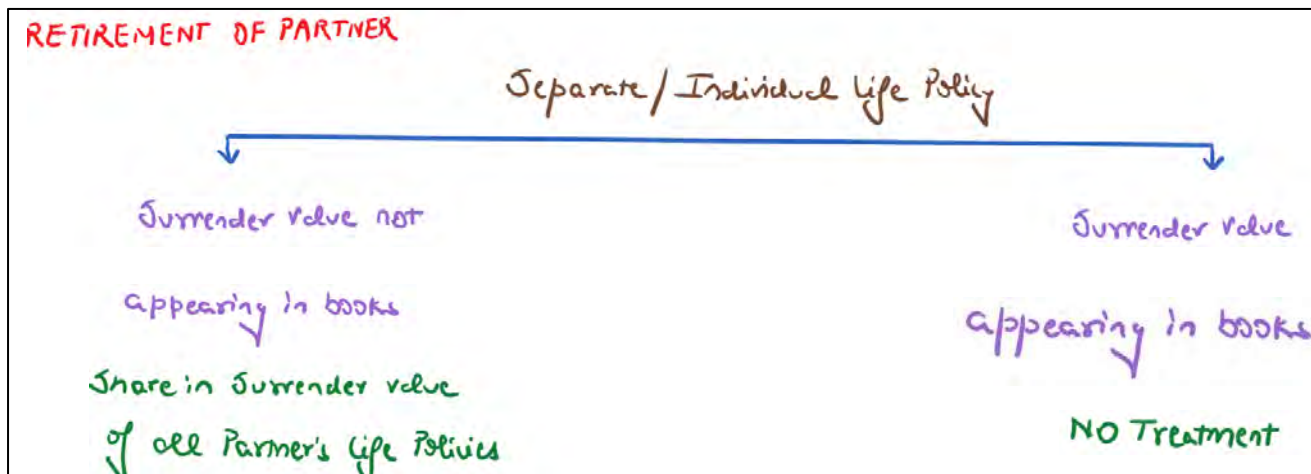 RETIREMENT OF PARTNER
Separate/Individual Life Policy
Surrender value not
appearing in books
Share in Surrender value
of all Partner's Life Policies
Surrender value
appearing in books
NO Treatment